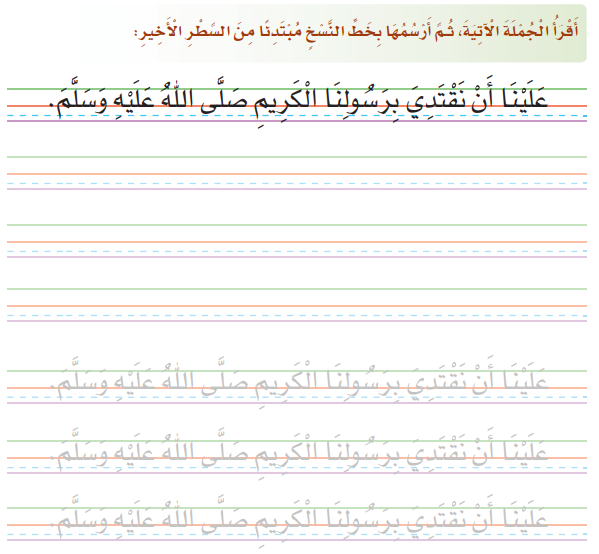 أَقْرَأُ الْجُمْلَةَ الْآتِيَةَ، ثُمَّ أَرْسُمُهَا بِخَطِّ النَّسْخِ مُبْتَدِئًا مِنَ السَّطْرِ الْأَخِيرِ:
عَلَيْنَا أَنْ نَقْتَدِيَ بِرَسُولِنَا الْكَرِيمِ صَلَّى اللهُ عَلَيْهِ وَسَلَّمَ.
عَلَيْنَا أَنْ نَقْتَدِيَ بِرَسُولِنَا الْكَرِيمِ صَلَّى اللهُ عَلَيْهِ وَسَلَّمَ.
عَلَيْنَا أَنْ نَقْتَدِيَ بِرَسُولِنَا الْكَرِيمِ صَلَّى اللهُ عَلَيْهِ وَسَلَّمَ.
عَلَيْنَا أَنْ نَقْتَدِيَ بِرَسُولِنَا الْكَرِيمِ صَلَّى اللهُ عَلَيْهِ وَسَلَّمَ.